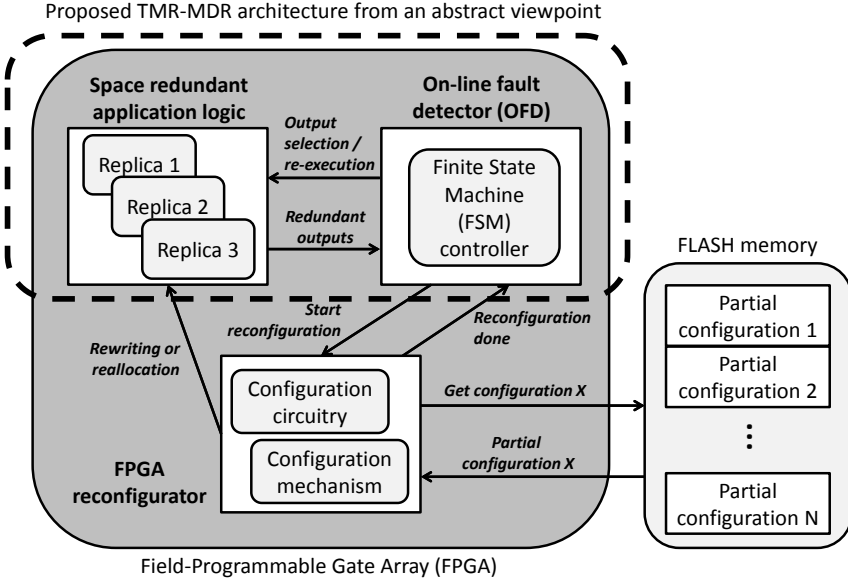 Proposed TMR-MDR architecture from an abstract viewpoint
Space redundant
application logic
On-line fault
detector (OFD)
Output
selection /
re-execution
Replica 1
Replica 2
Replica 3
Finite State
Machine
(FSM)
controller
Redundant
outputs
FLASH memory
Start
reconfiguration
Reconfiguration
done
Rewriting or
reallocation
Partial
configuration 1
Partial
configuration 2
Configuration
circuitry
Get configuration X
Configuration
mechanism
Partial
configuration X
FPGA
reconfigurator
Partial
configuration N
Field-Programmable Gate Array (FPGA)